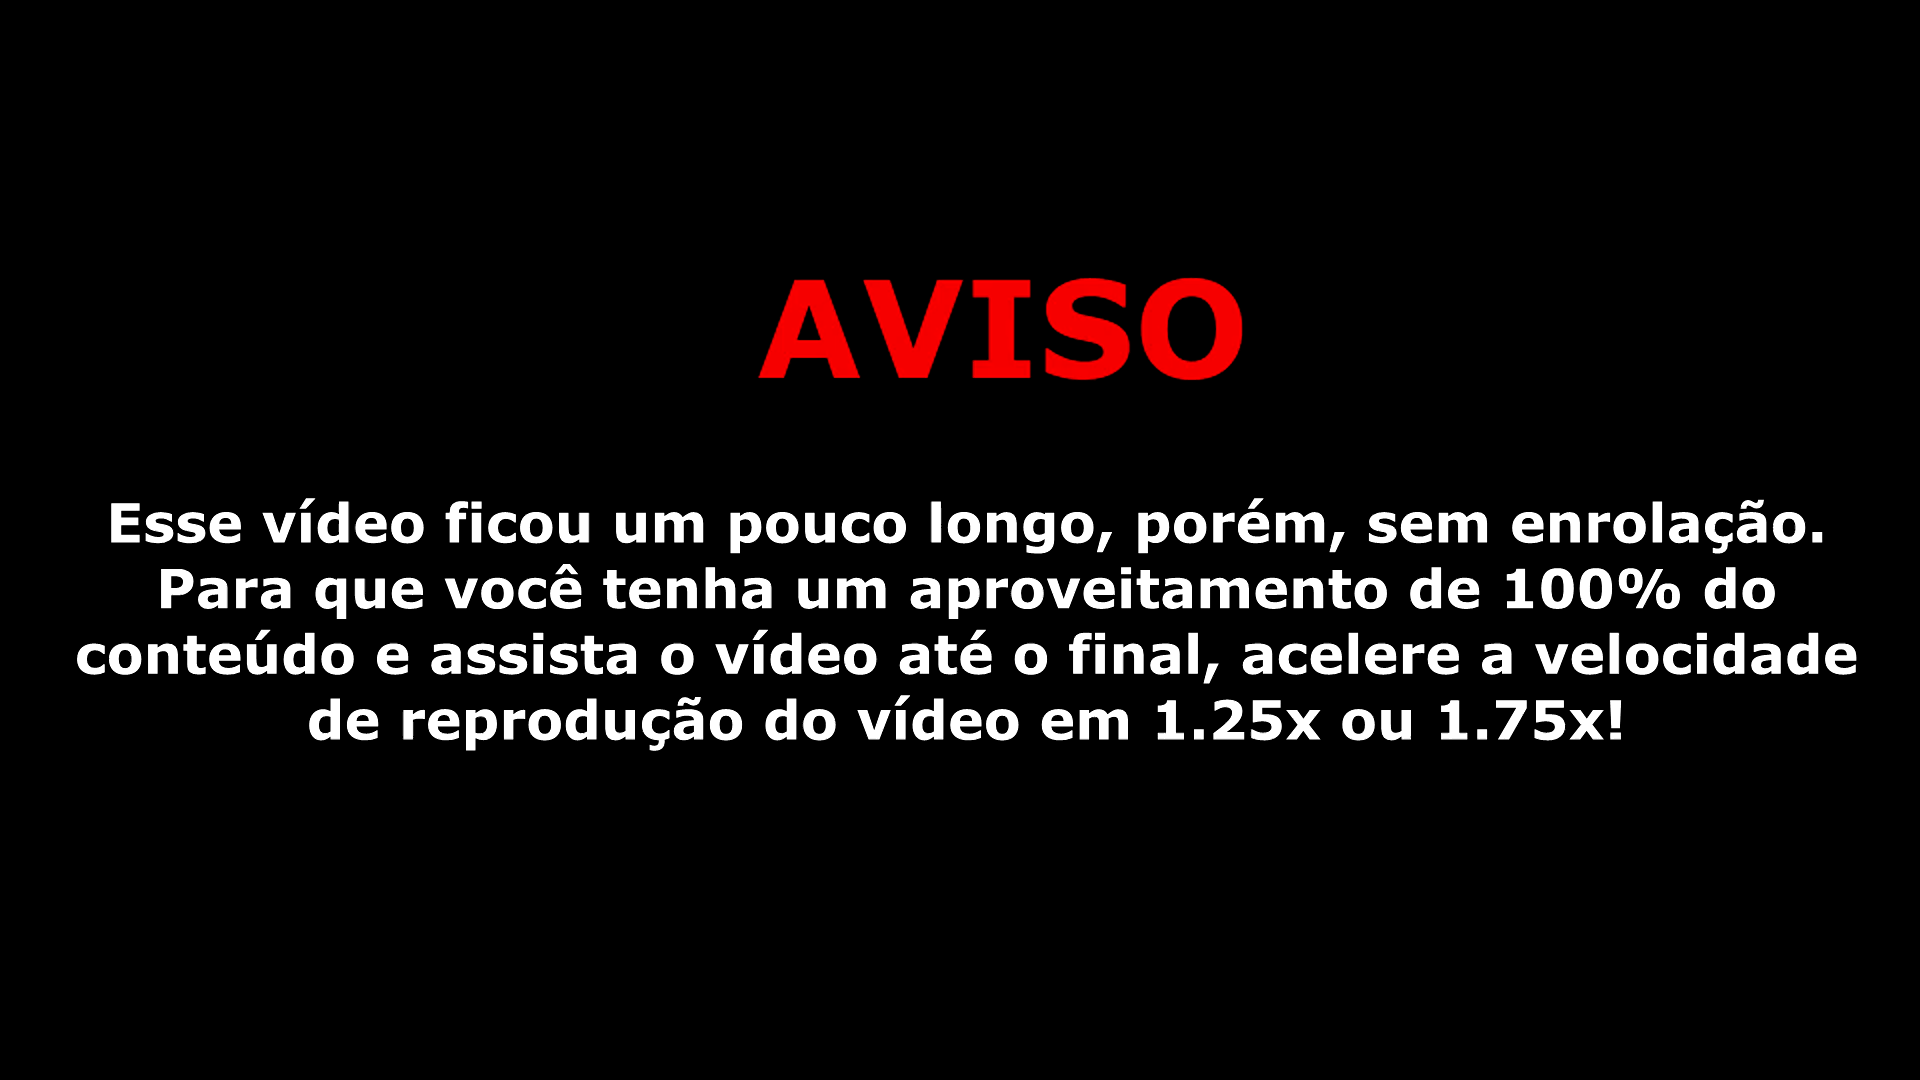 AVISO
Esse vídeo ficou um pouco longo, porém, sem enrolação.
Para que você tenha um aproveitamento de 100% do
conteúdo e assista o vídeo até o final, acelere a velocidade
de reprodução do vídeo em 1.25x ou 1.75x!